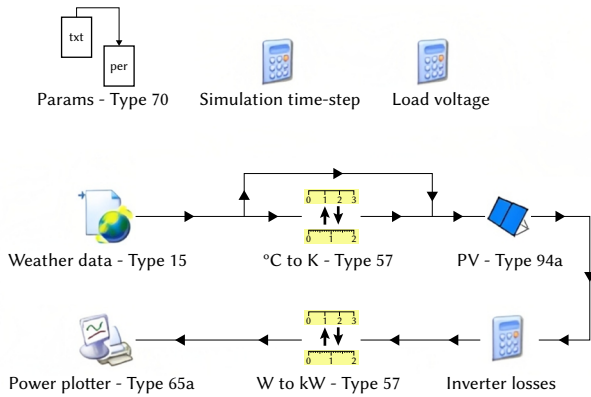 txt
per
Params - Type 70
Simulation time-step
Load voltage
0 1 2 3
0 1 2
Weather data - Type 15
°C to K - Type 57
PV - Type 94a
0 1 2 3
0 1 2
Power plotter - Type 65a
W to kW - Type 57
Inverter losses